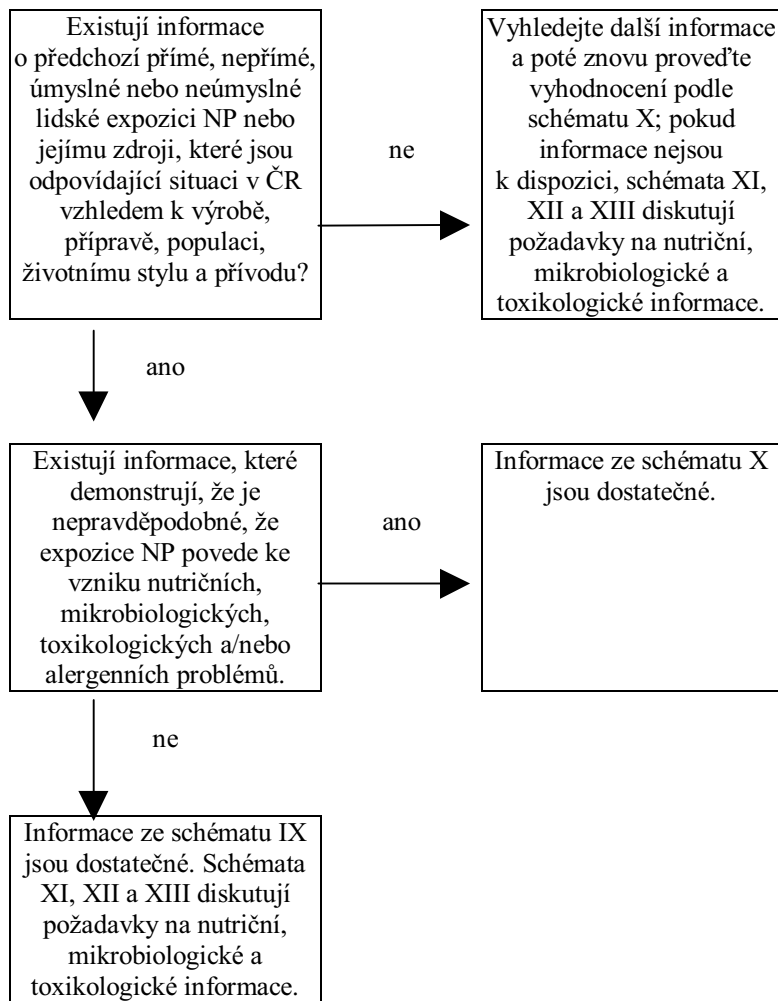 Existují informace
o předchozí přímé, nepřímé,
úmyslné nebo neúmyslné
lidské expozici NP nebo
jejímu zdroji, které jsou
odpovídající situaci v ČR
vzhledem k výrobě,
přípravě, populaci,
životnímu stylu a přívodu?
ne
Vyhledejte další informace
a poté znovu proveďte
vyhodnocení podle
schématu X; pokud
informace nejsou
k dispozici, schémata XI,
XII a XIII diskutují
požadavky na nutriční,
mikrobiologické a
toxikologické informace.
ano
Existují informace, které
demonstrují, že je
nepravděpodobné, že
expozice NP povede ke
vzniku nutričních,
mikrobiologických,
toxikologických a/nebo
alergenních problémů.
ano
Informace ze schématu X
jsou dostatečné.
ne
Informace ze schématu IX
jsou dostatečné. Schémata
XI, XII a XIII diskutují
požadavky na nutriční,
mikrobiologické a
toxikologické informace.